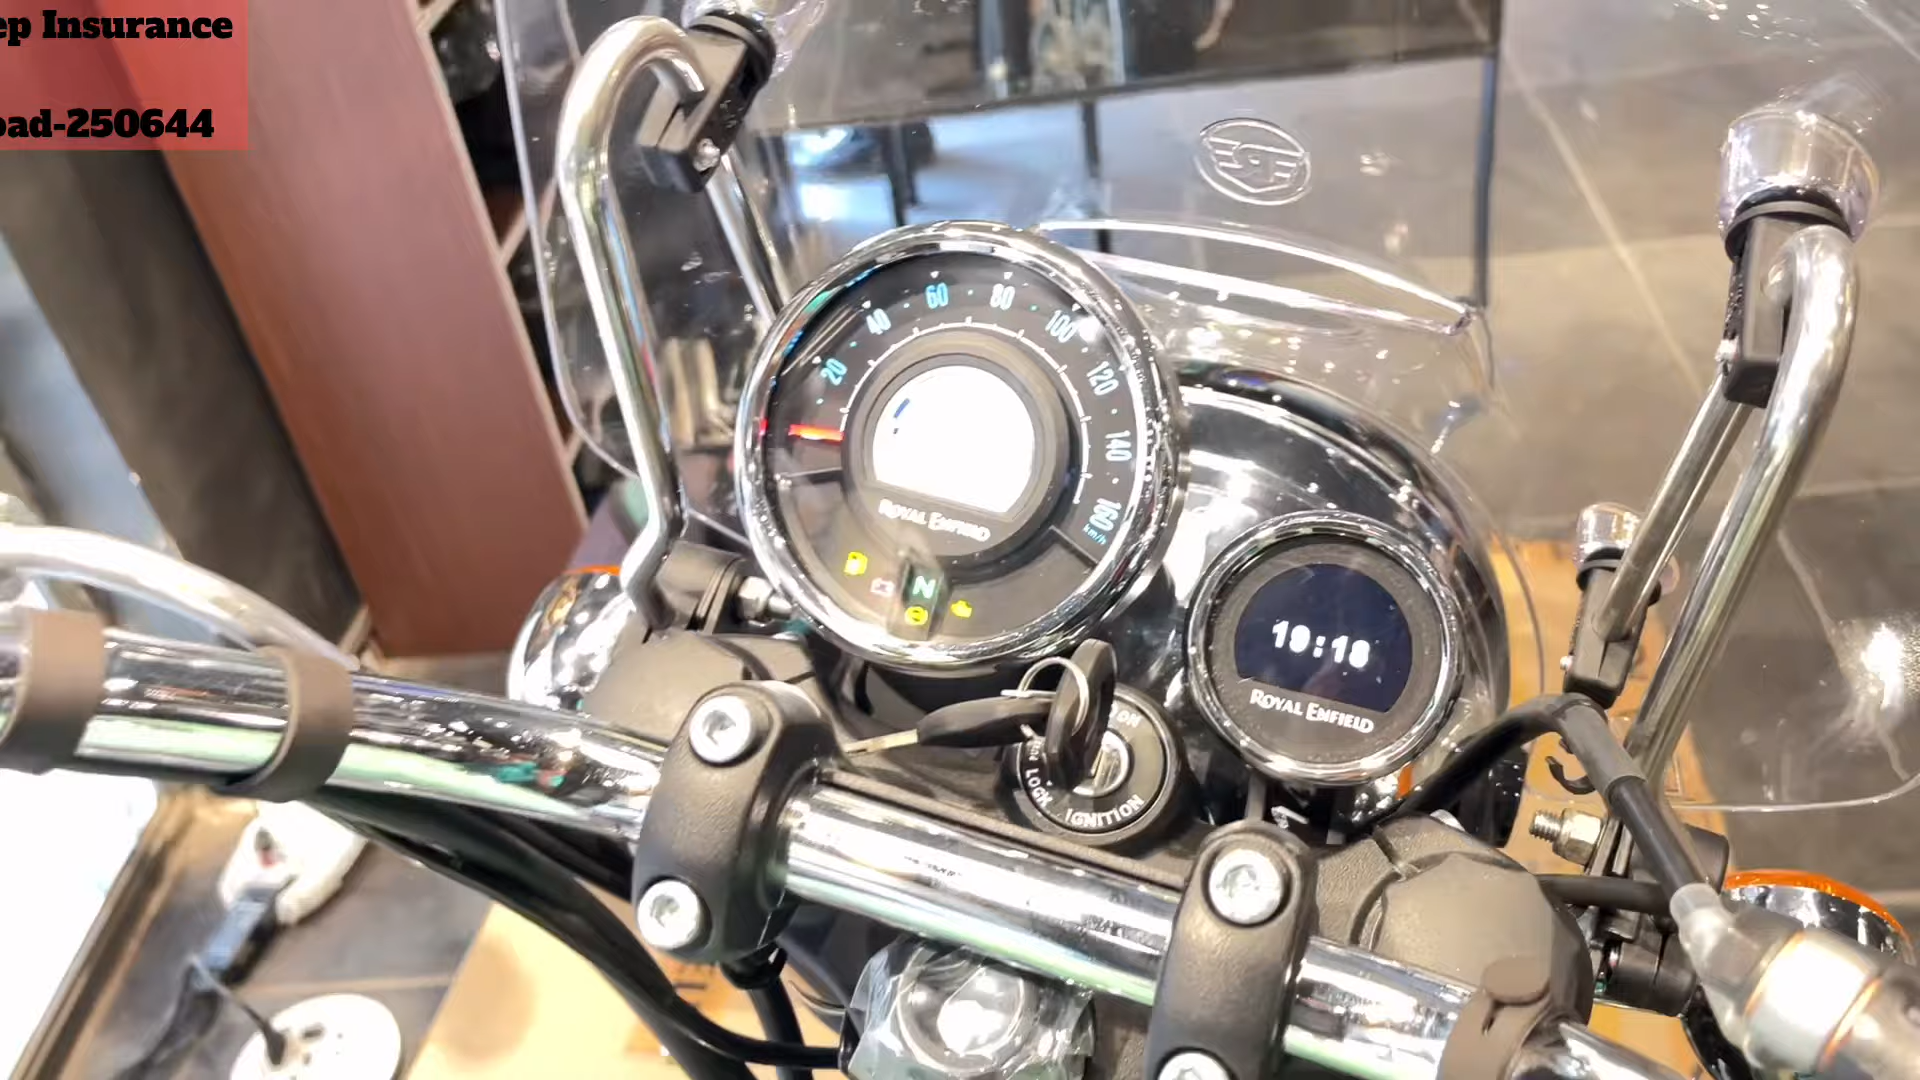 ep Insurance
oad-250644
20
40
60
80
100
120
140
160
km/h
ROYAL ENFIELD
N
19:18
ROYAL ENFIELD
ON
LOCK
IGNITION